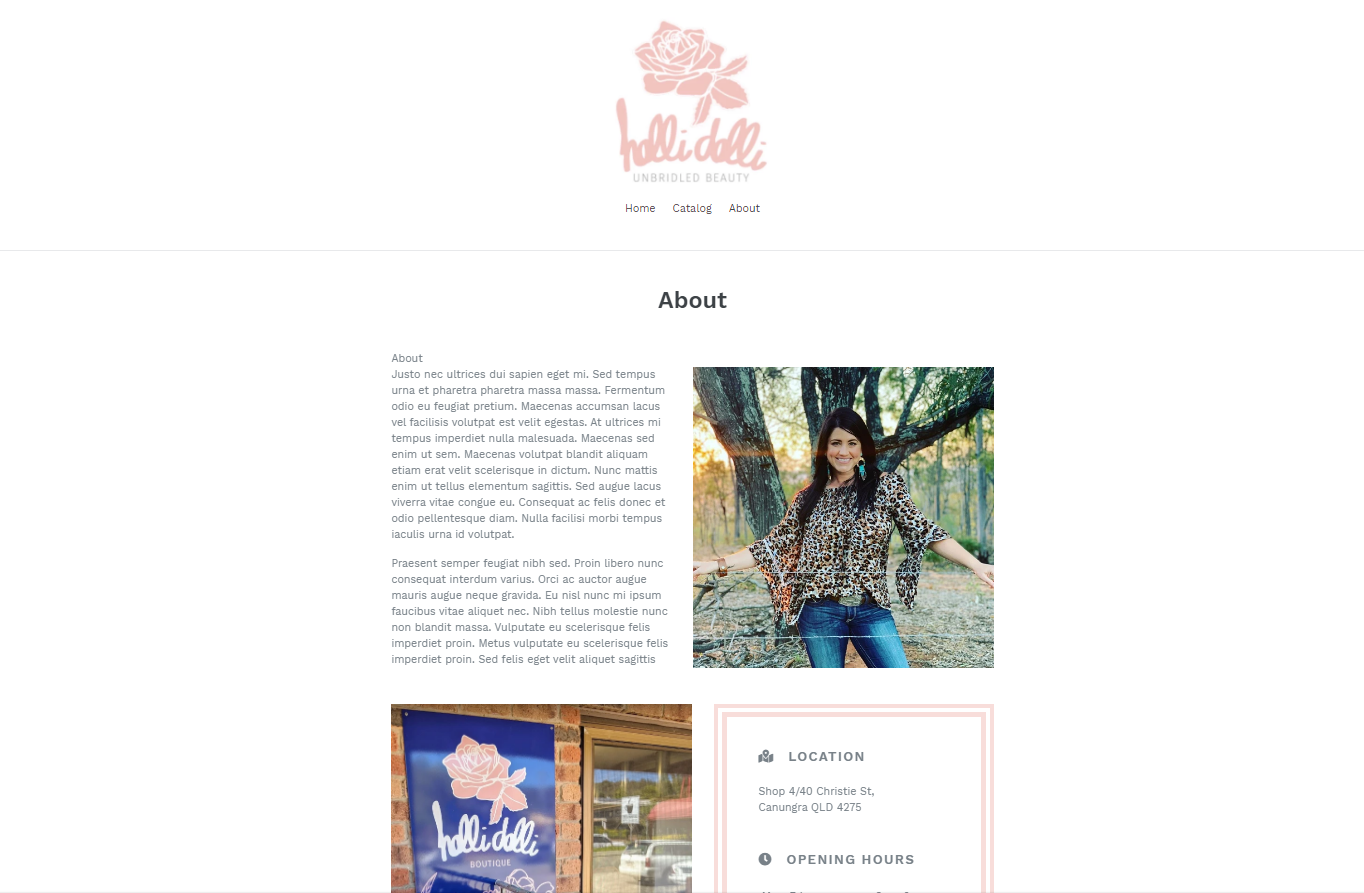 holli dolli
UNBRIDLED BEAUTY
Home Catalog About
About
About
Justo nec ultrices dui sapien eget mi. Sed tempus
urna et pharetra pharetra massa massa. Fermentum
odio eu feugiat pretium. Maecenas accumsan lacus
vel facilisis volutpat est velit egestas. At ultrices mi
tempus imperdiet nulla malesuada. Maecenas sed
enim ut sem. Maecenas volutpat blandit aliquam
etiam erat velit scelerisque in dictum. Nunc mattis
enim ut tellus elementum sagittis. Sed augue lacus
viverra vitae congue eu. Consequat ac felis donec et
odio pellentesque diam. Nulla facilisi morbi tempus
iaculis urna id volutpat.
Praesent semper feugiat nibh sed. Proin libero nunc
consequat interdum varius. Orci ac auctor augue
mauris augue neque gravida. Eu nisl nunc mi ipsum
faucibus vitae aliquet nec. Nibh tellus molestie nunc
non blandit massa. Vulputate eu scelerisque felis
imperdiet proin. Metus vulputate eu scelerisque felis
imperdiet proin. Sed felis eget velit aliquet sagittis
holli dolli
BOUTIQUE
LOCATION
Shop 4/40 Christie St,
Canungra QLD 4275
OPENING HOURS